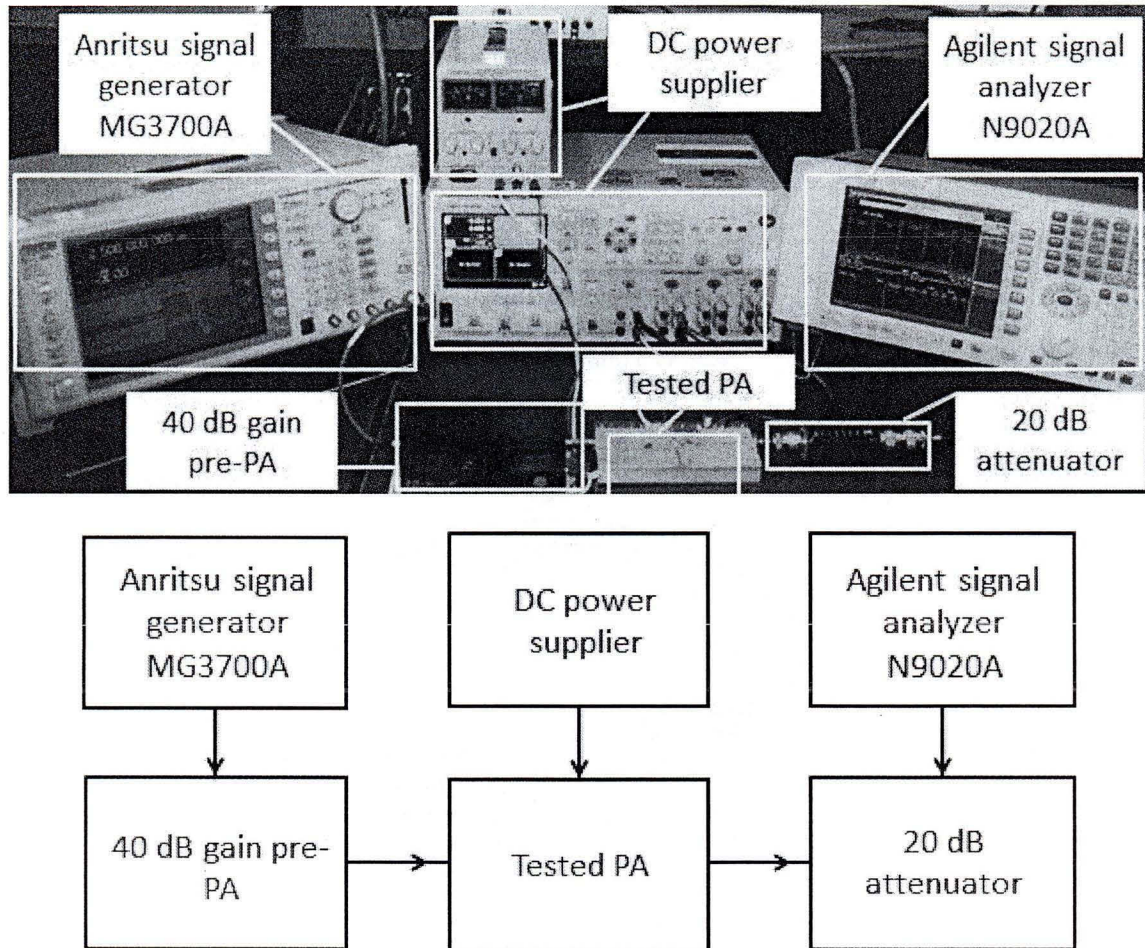 Anritsu signal
generator
MG3700A
DC power
supplier
Agilent signal
analyzer
N9020A
Tested PA
40 dB gain
pre-PA
20 dB
attenuator
Anritsu signal
generator
MG3700A
DC power
supplier
Agilent signal
analyzer
N9020A
40 dB gain pre-
PA
Tested PA
20 dB
attenuator